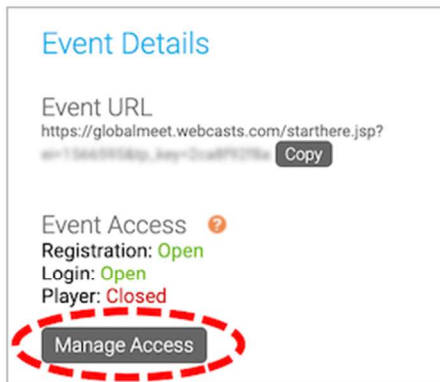 Event Details
Event URL
https://globalmeet.webcasts.com/starthere.jsp?
Copy
Event Access
Registration: Open
Login: Open
Player: Closed
Manage Access